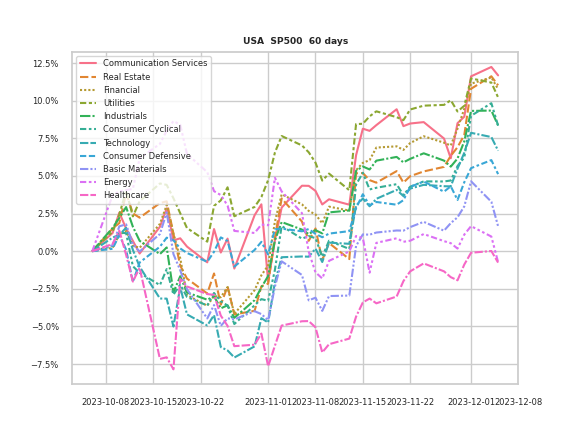 USA SP500 60 days
12.5%
10.0%
7.5%
5.0%
2.5%
0.0%
−2.5%
−5.0%
−7.5%
Communication Services
Real Estate
Financial
Utilities
Industrials
Consumer Cyclical
Technology
Consumer Defensive
Basic Materials
Energy
Healthcare
2023-10-08 2023-10-15 2023-10-22 2023-11-01 2023-11-08 2023-11-15 2023-11-22 2023-12-01 2023-12-08